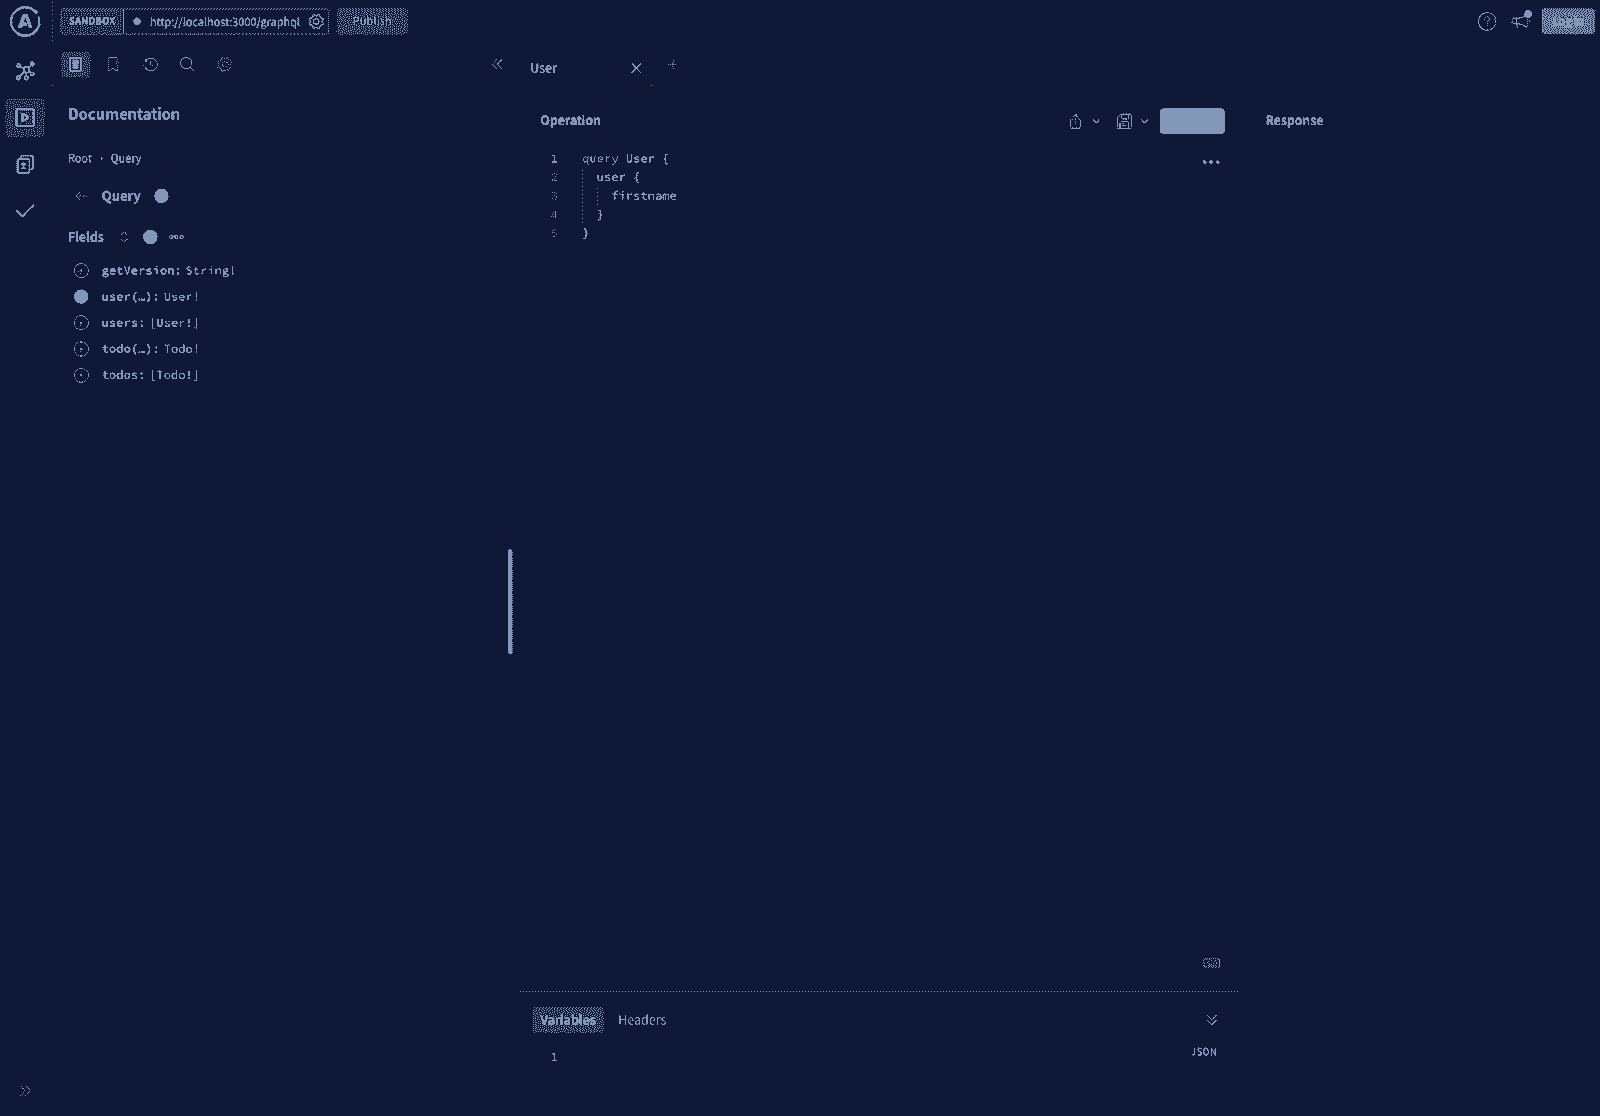 SANDBOX
http://localhost:3000/graphql
Publish
Documentation
Root › Query
Query
Fields
getVersion: String!
user(…): User!
users: [User!]
todo(…): Todo!
todos: [Todo!]
User
Operation
1 query User {
2 user {
3 firstname
4 }
5 }
Variables
Headers
1
JSON
Response